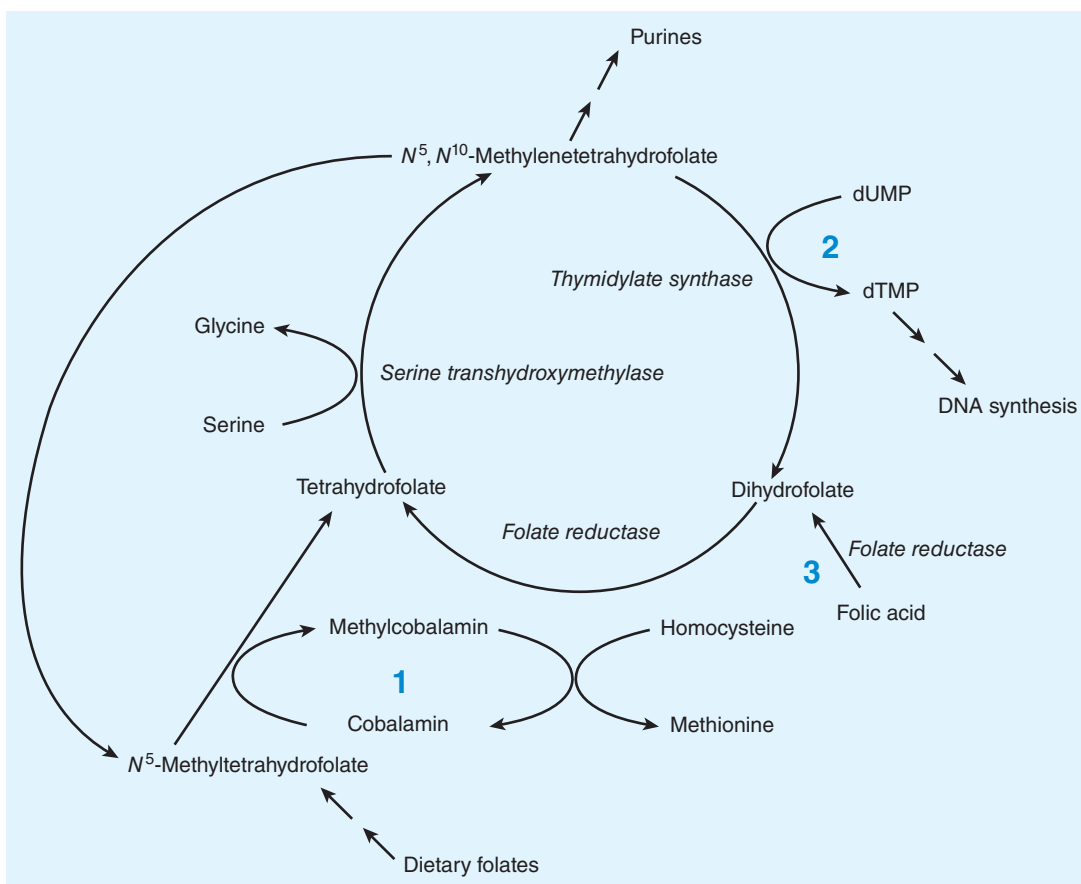 Purines
N⁵, N¹⁰-Methylenetetrahydrofolate
dUMP
2
Thymidylate synthase
dTMP
Glycine
Serine transhydroxymethylase
DNA synthesis
Serine
Tetrahydrofolate
Dihydrofolate
Folate reductase
Folate reductase
3
Folic acid
Methylcobalamin
Homocysteine
1
Cobalamin
Methionine
N⁵-Methyltetrahydrofolate
Dietary folates